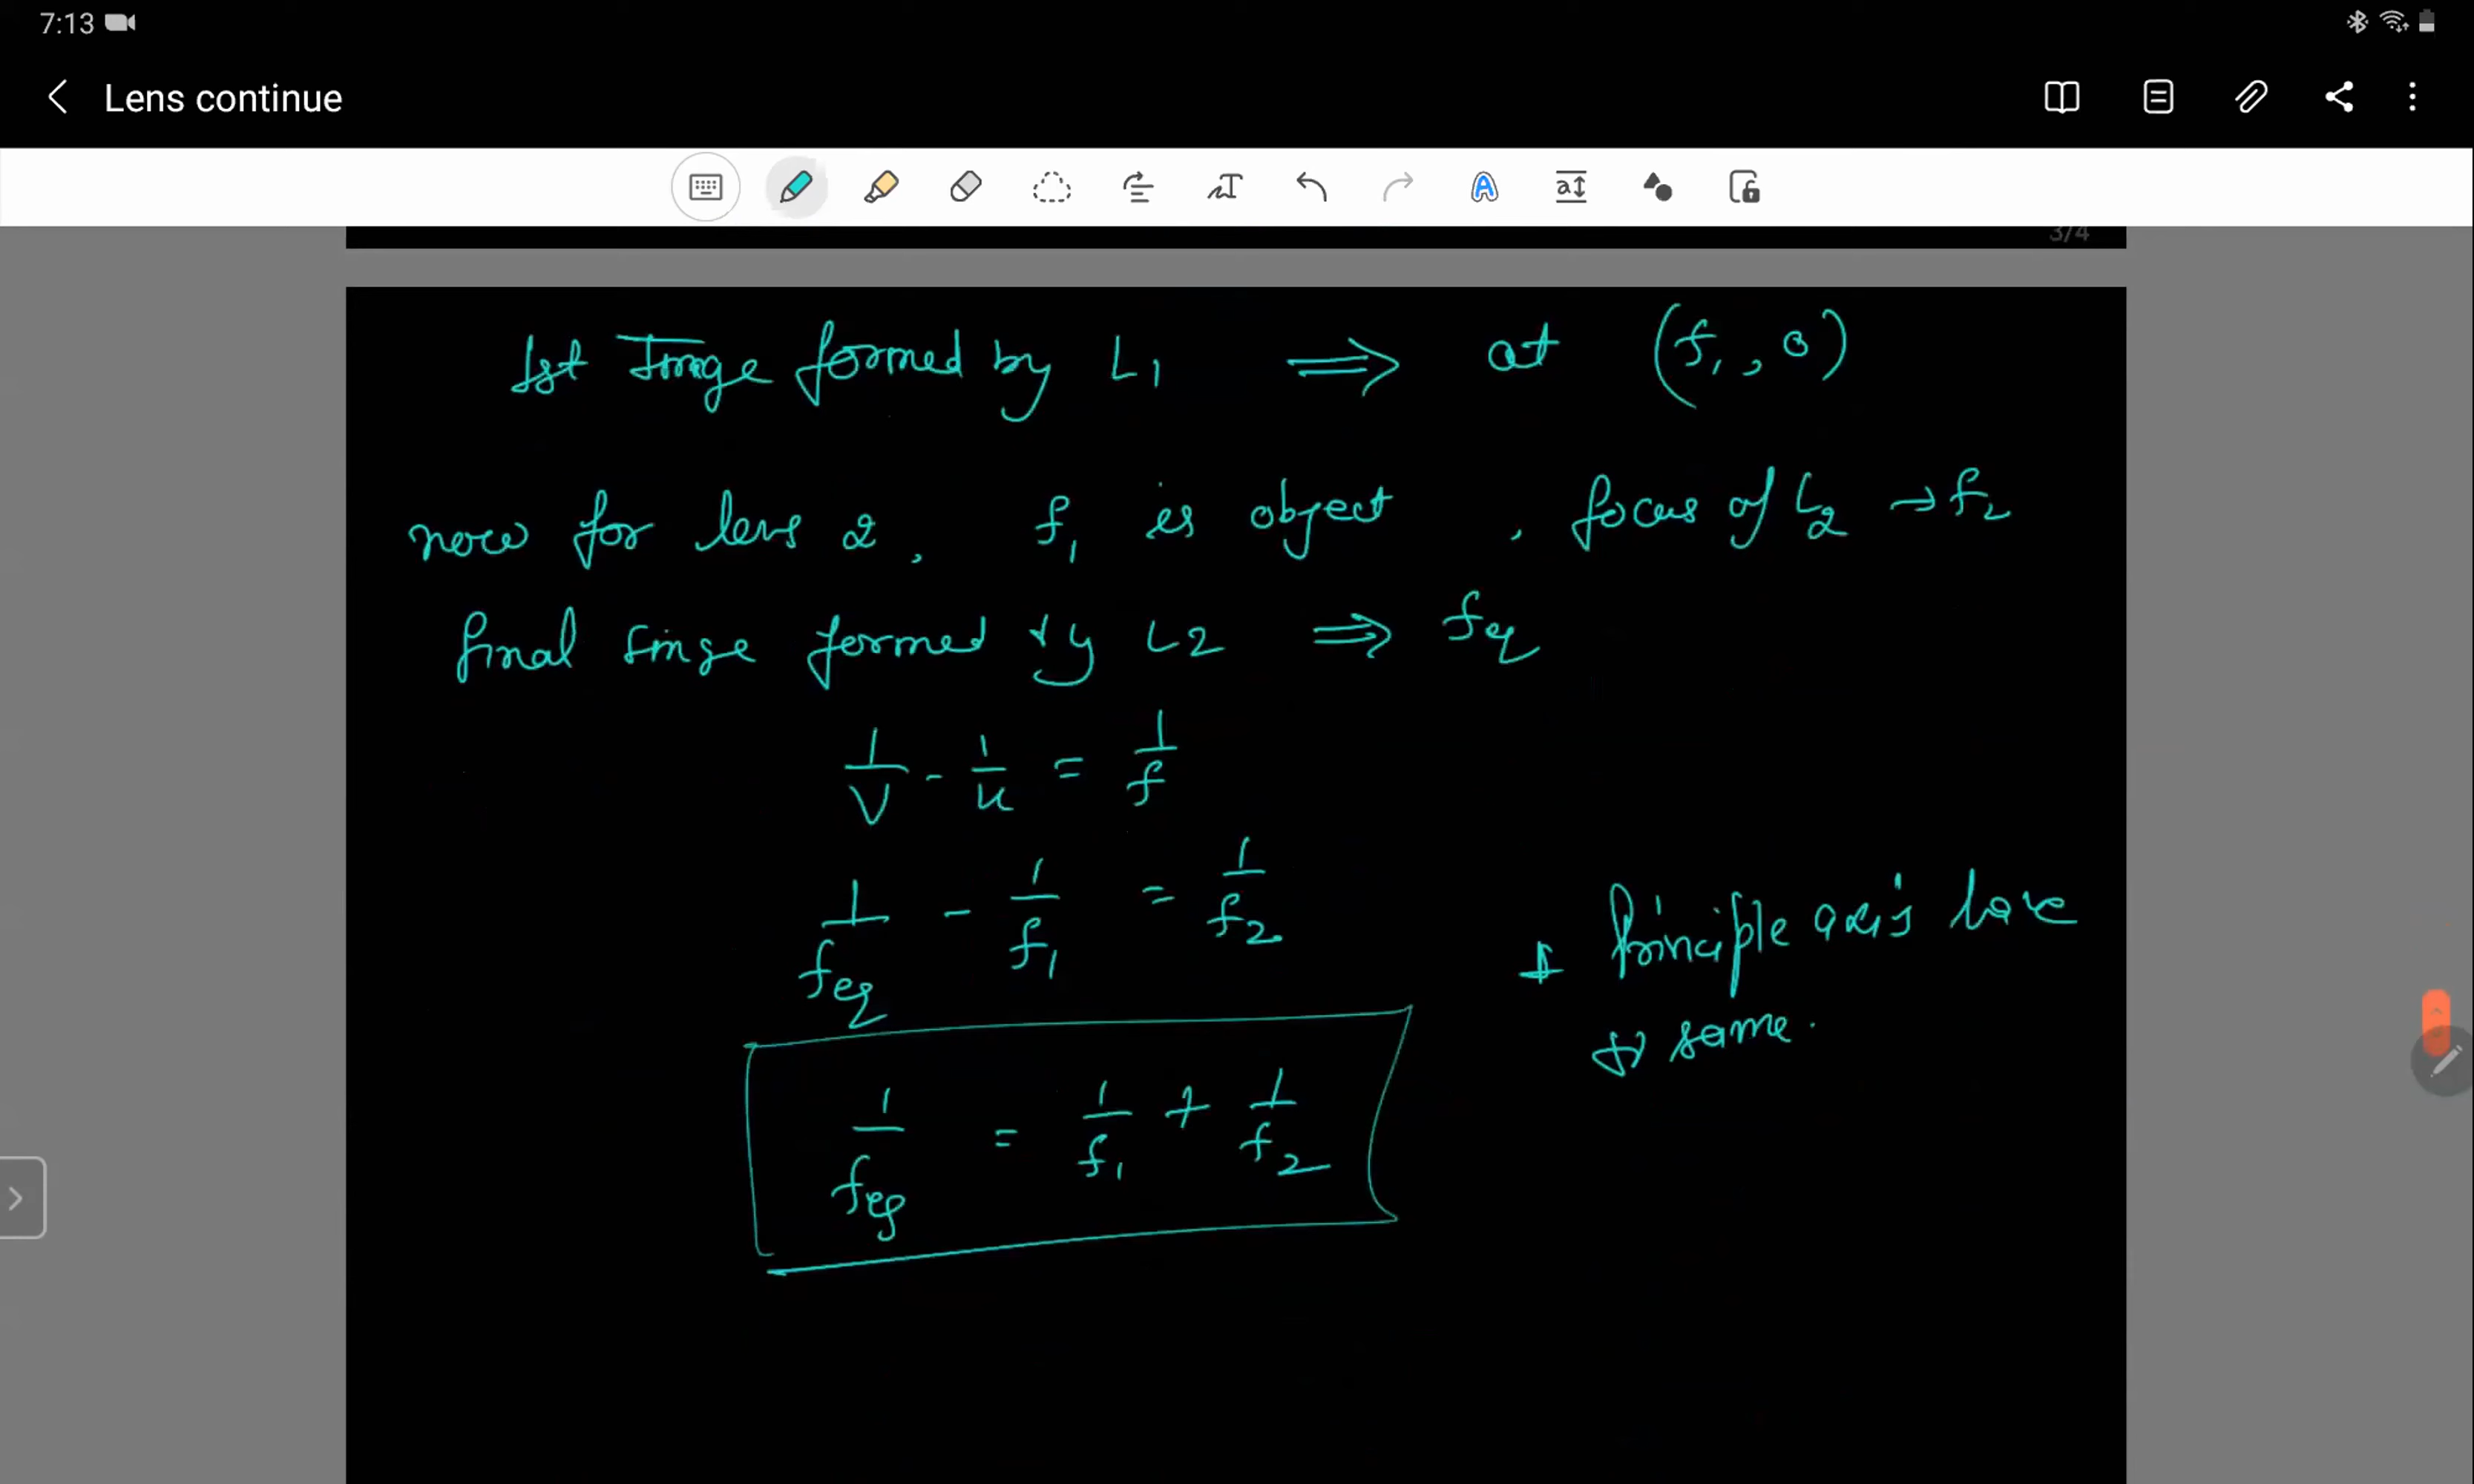 7:13
Lens continue
3/4
1st Image formed by L1 ⟹ at (f1, 0)
now for lens 2, f1 is object, focus of L2 → f2
final image formed by L2 ⟹ feq
1/V - 1/u = 1/f
1/feq - 1/f1 = 1/f2
* Principle axis have
same.
1/feq = 1/f1 + 1/f2